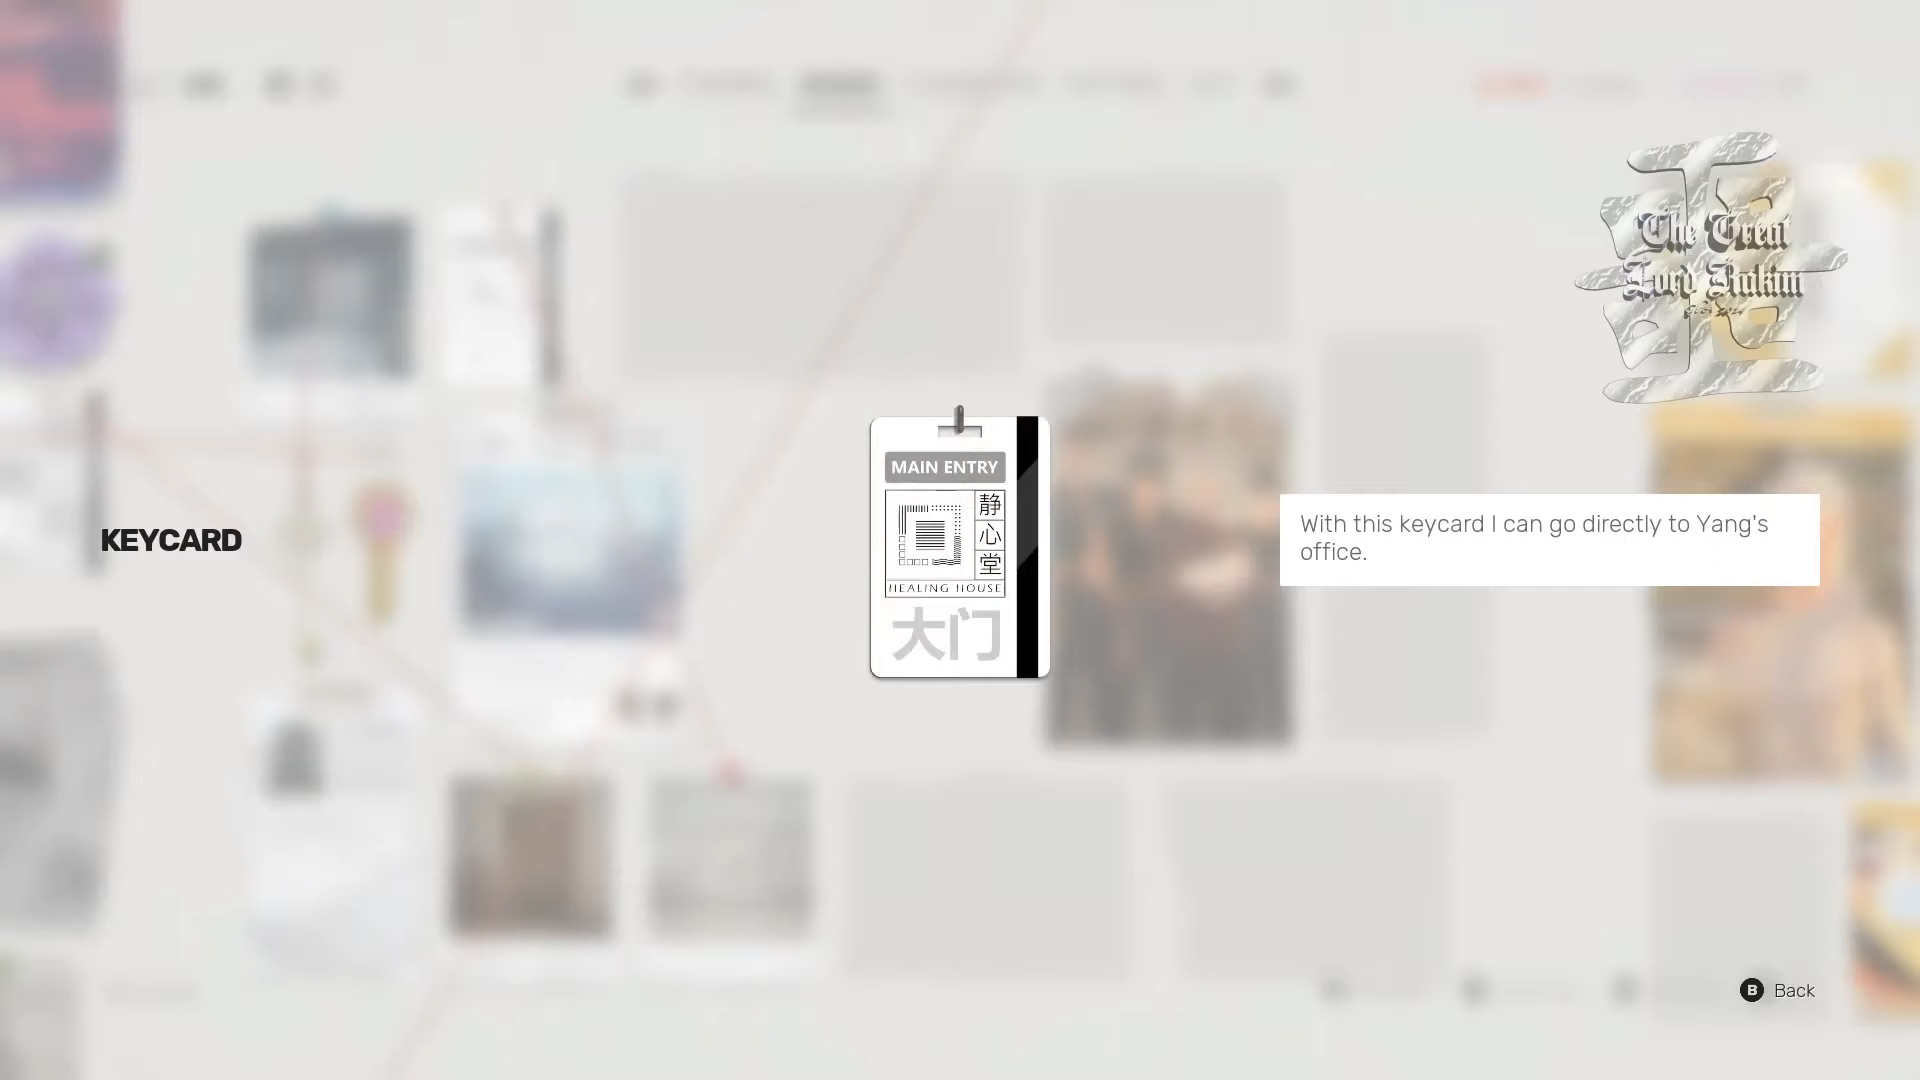 The Great
Lord Rakim
KEYCARD
MAIN ENTRY
静
心
堂
HEALING HOUSE
大门
With this keycard I can go directly to Yang's
office.
B Back